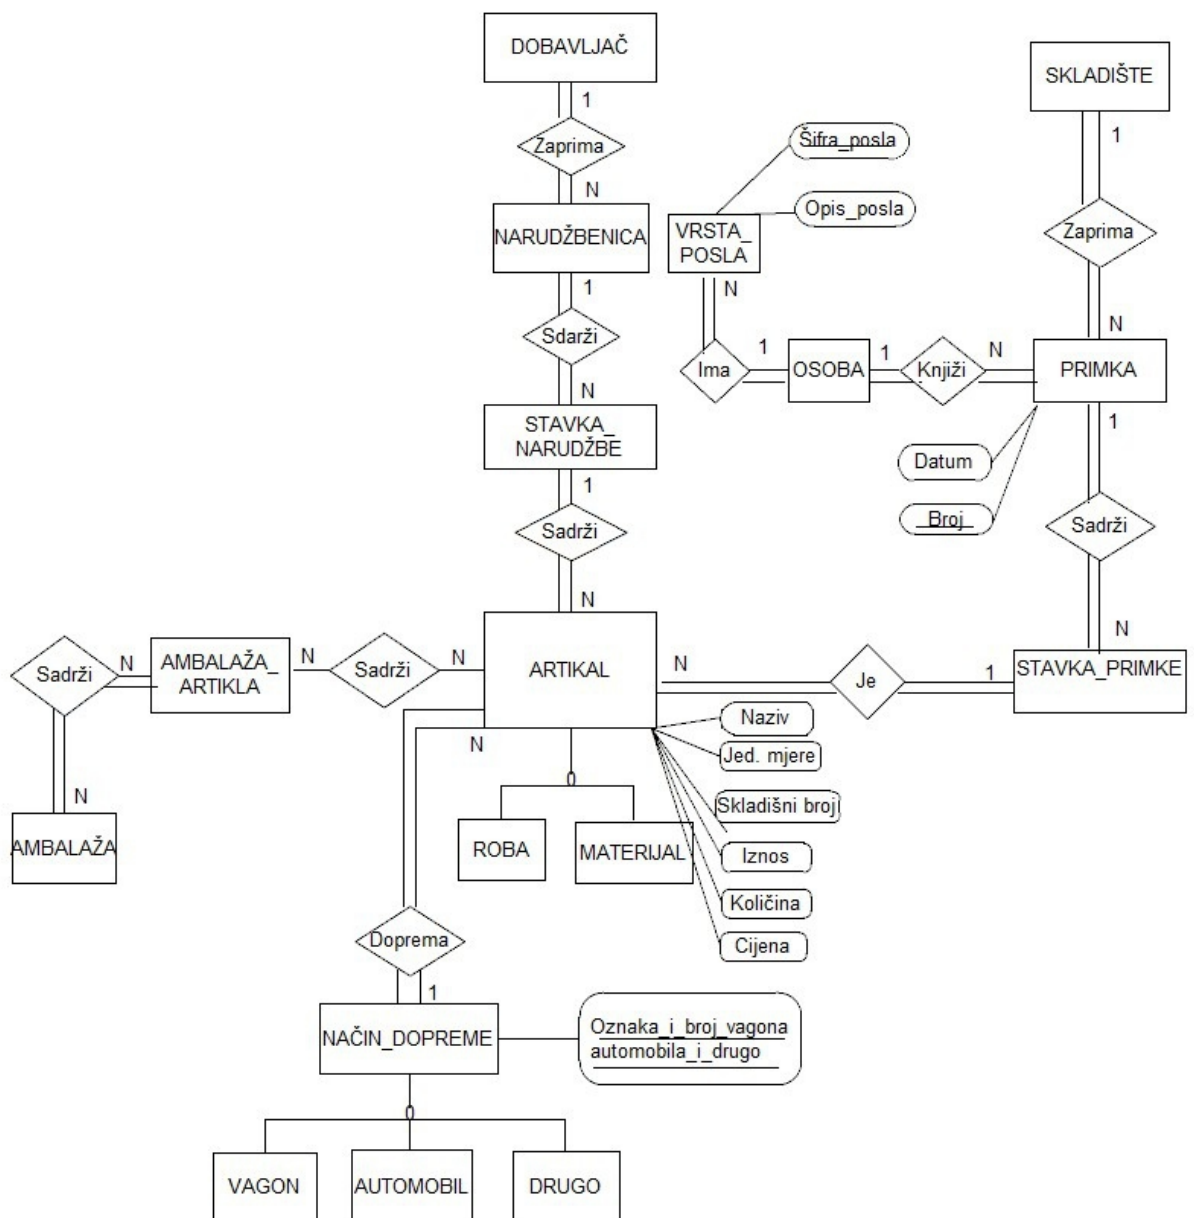 DOBAVLJAČ
SKLADIŠTE
1
Zaprima
N
NARUDŽBENICA
1
Sdarži
N
STAVKA_
NARUDŽBE
1
Sadrži
N
Šifra_posla
Opis_posla
VRSTA_
POSLA
N
Ima
1
OSOBA
1
Knjiži
N
1
Zaprima
N
PRIMKA
1
Datum
Broj
Sadrži
N
STAVKA_PRIMKE
Sadrži
N
AMBALAŽA_
ARTIKLA
N
Sadrži
N
ARTIKAL
N
Je
1
N
AMBALAŽA
N
0
ROBA
MATERIJAL
Naziv
Jed. mjere
Skladišni broj
Iznos
Količina
Cijena
Doprema
1
NAČIN_DOPREME
Oznaka_i_broj_vagona
automobila_i_drugo
0
VAGON
AUTOMOBIL
DRUGO